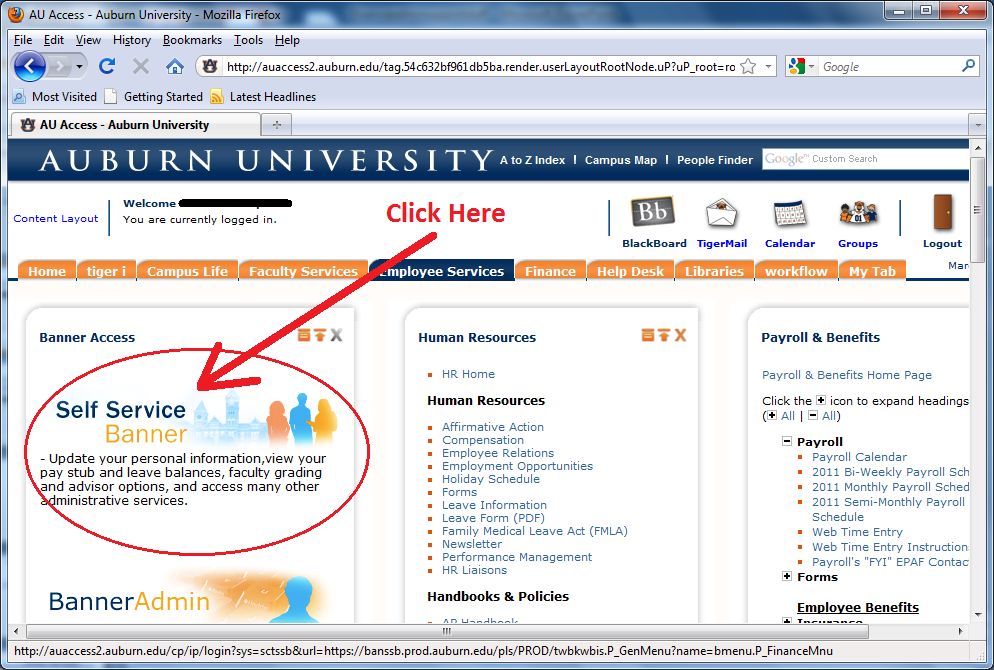 AU Access - Auburn University - Mozilla Firefox
File Edit View History Bookmarks Tools Help
http://auaccess2.auburn.edu/tag.54c632bf961db5ba.render.userLayoutRootNode.uP?uP_root=ro
Google
Most Visited Getting Started Latest Headlines
AU Access - Auburn University
AUBURN UNIVERSITY
A to Z Index | Campus Map | People Finder
Google™ Custom Search
Content Layout
Welcome
You are currently logged in.
Click Here
Bb
BlackBoard TigerMail Calendar Groups Logout
Home tiger i Campus Life Faculty Services Employee Services Finance Help Desk Libraries workflow My Tab
Mar
Banner Access
Self Service
Banner
- Update your personal information,view your
pay stub and leave balances, faculty grading
and advisor options, and access many other
administrative services.
BannerAdmin
Human Resources
HR Home
Human Resources
Affirmative Action
Compensation
Employee Relations
Employment Opportunities
Holiday Schedule
Forms
Leave Information
Leave Form (PDF)
Family Medical Leave Act (FMLA)
Newsletter
Performance Management
HR Liaisons
Handbooks & Policies
AP Handbook
Payroll & Benefits
Payroll & Benefits Home Page
Click the + icon to expand headings
(+ All | - All)
Payroll
Payroll Calendar
2011 Bi-Weekly Payroll Sch
2011 Monthly Payroll Sched
2011 Semi-Monthly Payroll
Schedule
Web Time Entry
Web Time Entry Instruction
Payroll's "FYI" EPAF Contac
Forms
Employee Benefits
Insurance
http://auaccess2.auburn.edu/cp/ip/login?sys=sctssb&url=https://banssb.prod.auburn.edu/pls/PROD/twbkwbis.P_GenMenu?name=bmenu.P_FinanceMnu